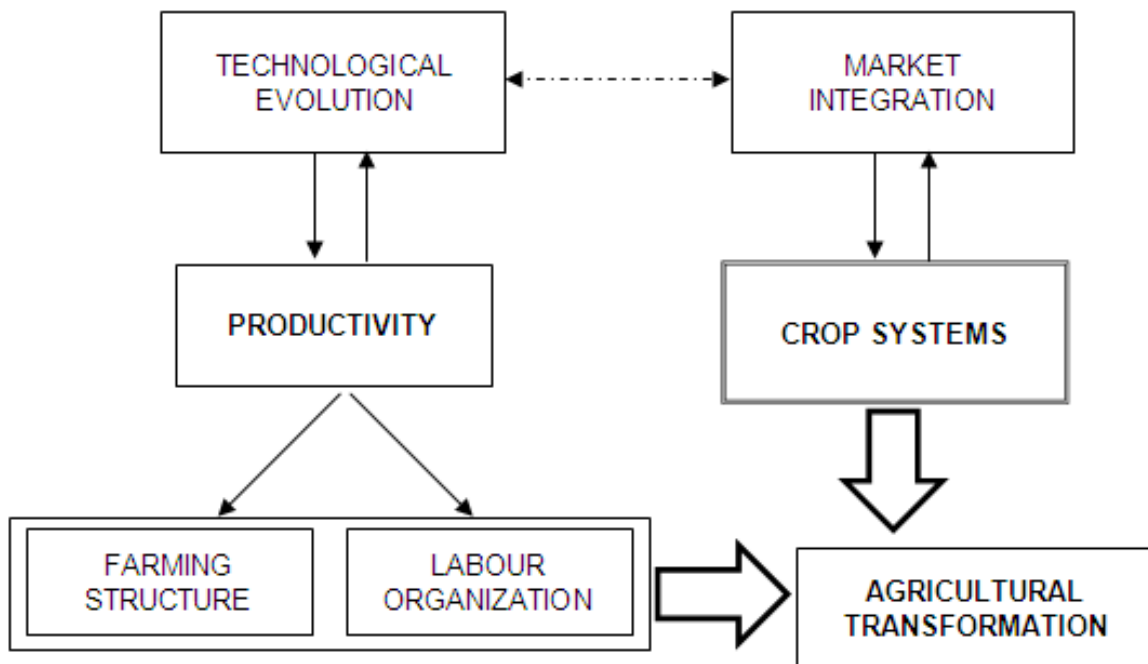 TECHNOLOGICAL
EVOLUTION
MARKET
INTEGRATION
PRODUCTIVITY
CROP SYSTEMS
FARMING
STRUCTURE
LABOUR
ORGANIZATION
AGRICULTURAL
TRANSFORMATION